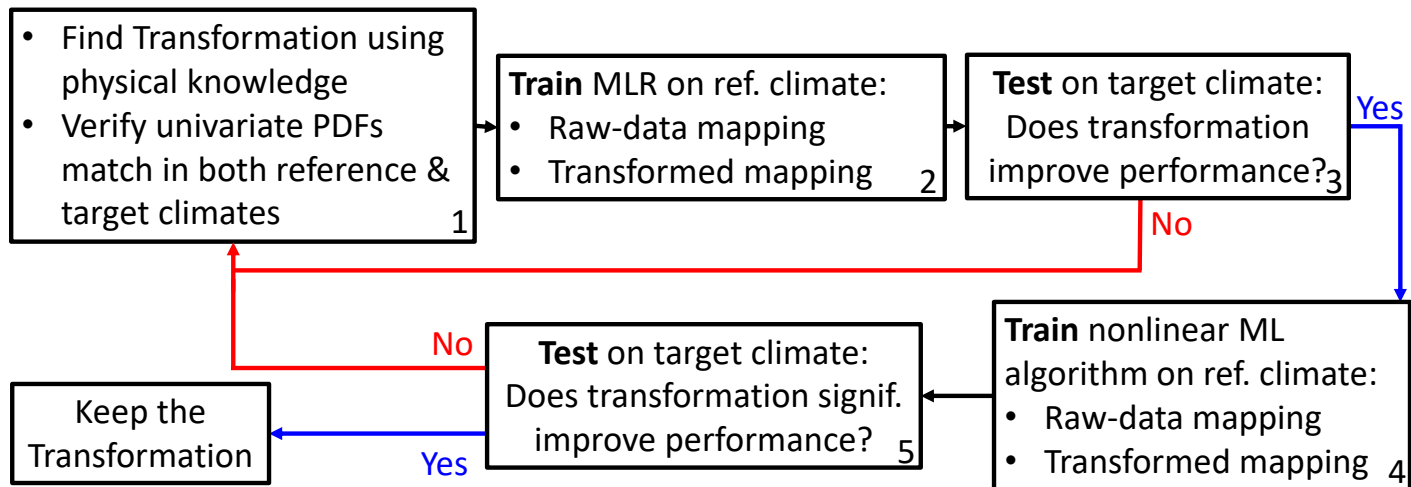 • Find Transformation using
physical knowledge
• Verify univariate PDFs
match in both reference &
target climates
1
Train MLR on ref. climate:
• Raw-data mapping
• Transformed mapping
2
Test on target climate:
Does transformation
improve performance?
3
Yes
No
Train nonlinear ML
algorithm on ref. climate:
• Raw-data mapping
• Transformed mapping
4
Test on target climate:
Does transformation signif.
improve performance?
5
No
Yes
Keep the
Transformation